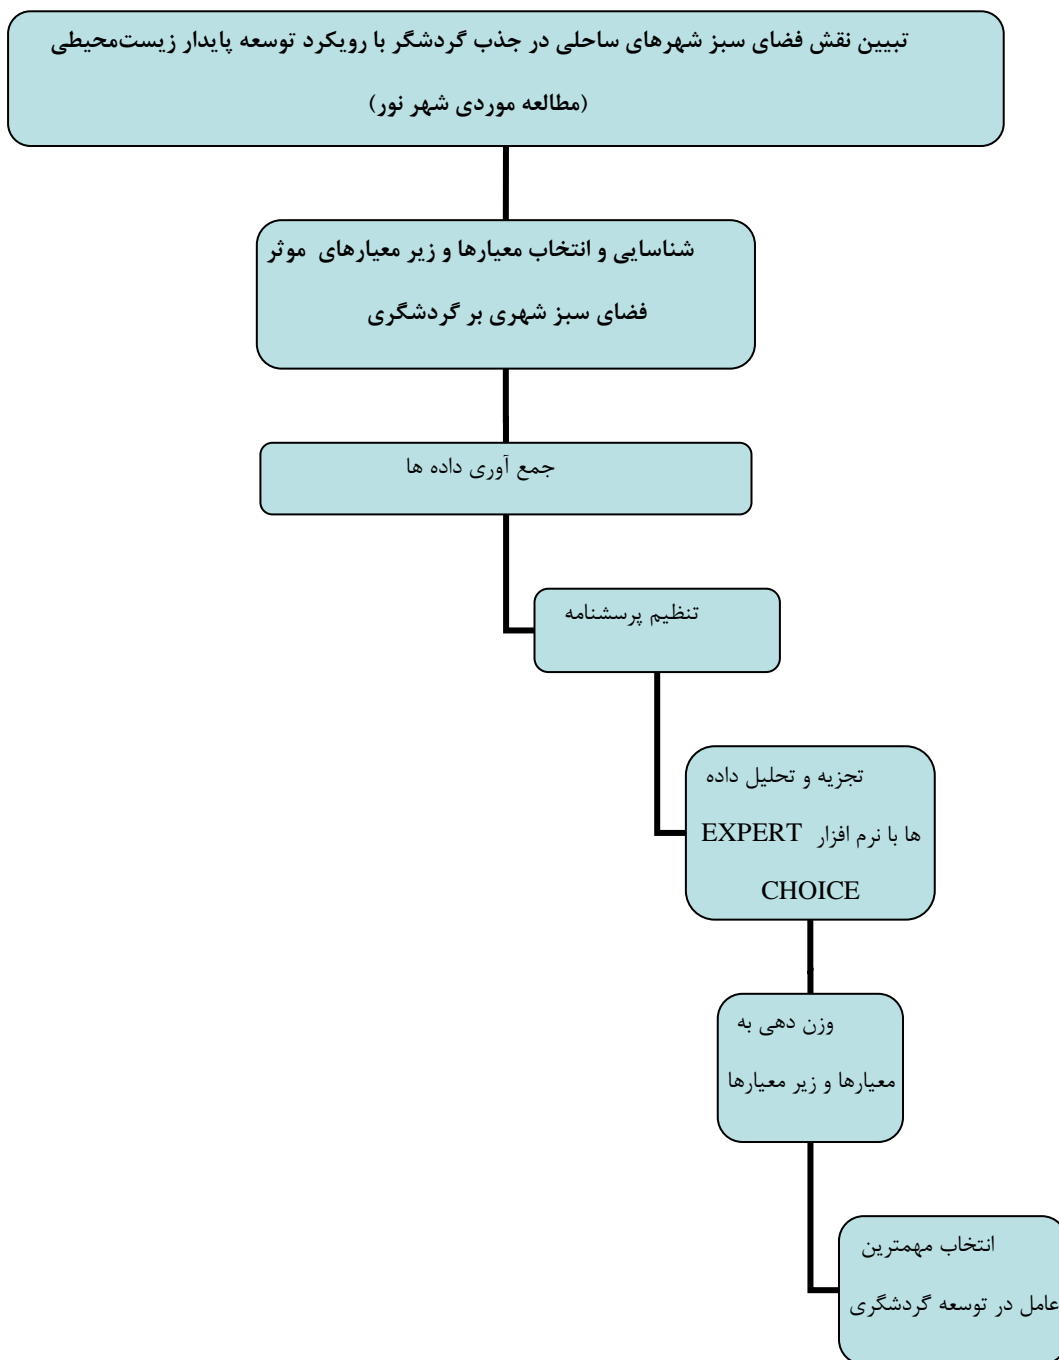 تبیین نقش فضای سبز شهرهای ساحلی در جذب گردشگر با رویکرد توسعه پایدار زیست‌محیطی
(مطالعه موردی شهر نور)
شناسایی و انتخاب معیارها و زیر معیارهای موثر
فضای سبز شهری بر گردشگری
جمع آوری داده ها
تنظیم پرسشنامه
تجزیه و تحلیل داده
ها با نرم افزار EXPERT
CHOICE
وزن دهی به
معیارها و زیر معیارها
انتخاب مهمترین
عامل در توسعه گردشگری